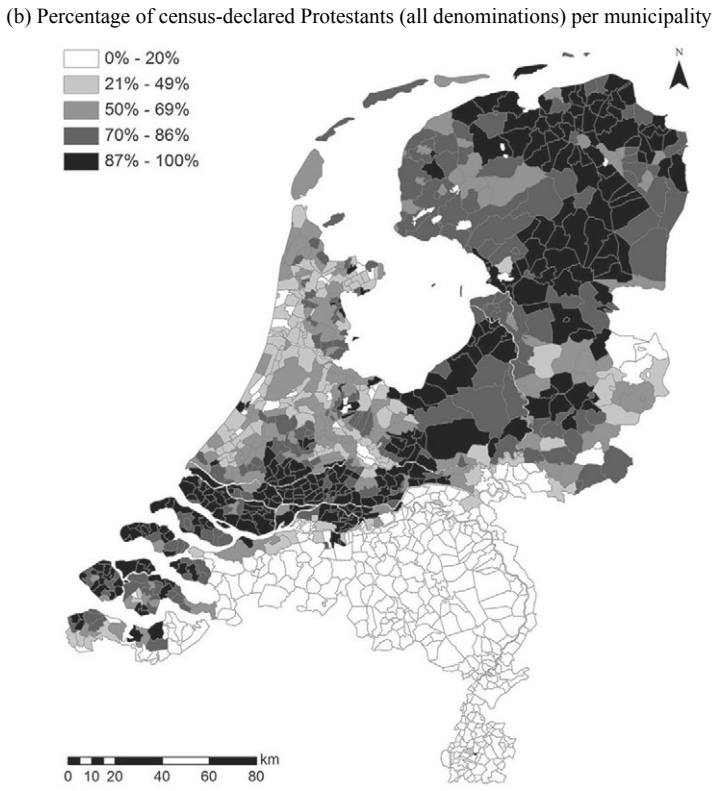 (b) Percentage of census-declared Protestants (all denominations) per municipality
0% - 20%
21% - 49%
50% - 69%
70% - 86%
87% - 100%
N
km
0 10 20 40 60 80